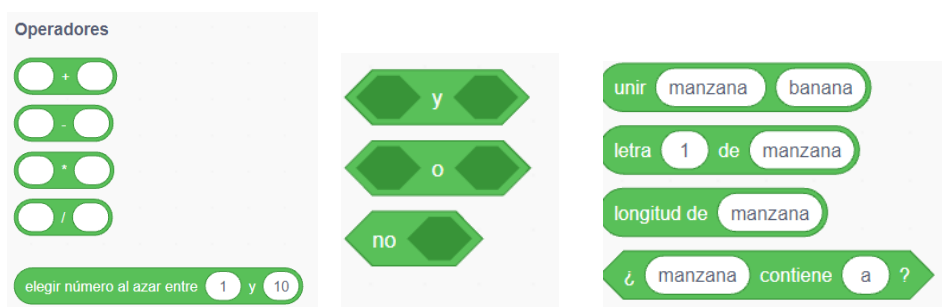 Operadores
+
-
*
/
elegir número al azar entre 1 y 10
y
o
no
unir manzana banana
letra 1 de manzana
longitud de manzana
¿ manzana contiene a ?